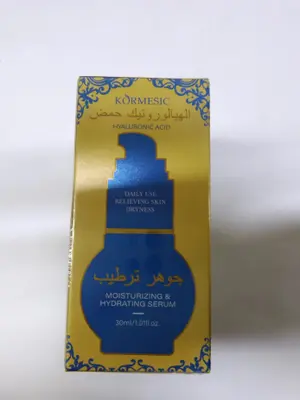 KORMESIC
الهيالورونيك حمض
HYALURONIC ACID
DAILY USE
RELIEVING SKIN
DRYNESS
جوهر ترطيب
MOISTURIZING &
HYDRATING SERUM
30ml/1.01fl.oz.